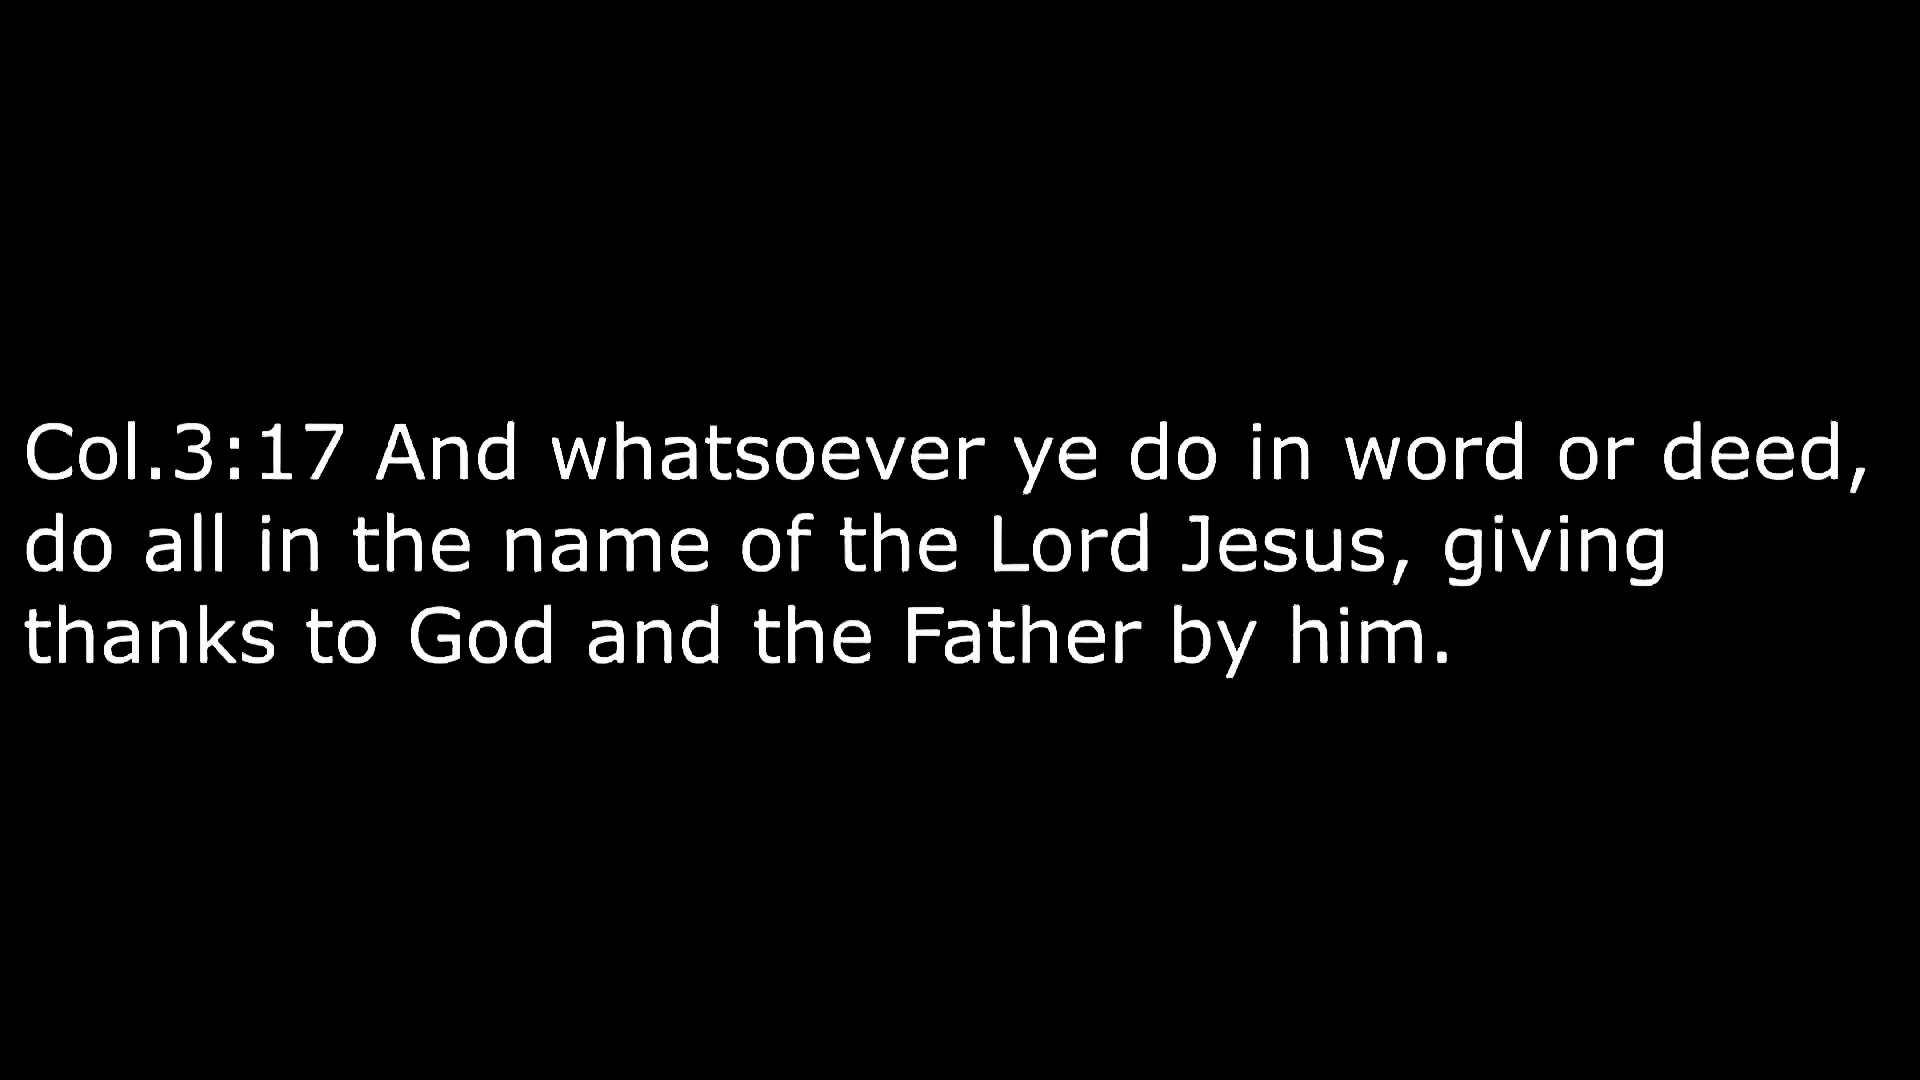 Col.3:17 And whatsoever ye do in word or deed,
do all in the name of the Lord Jesus, giving
thanks to God and the Father by him.